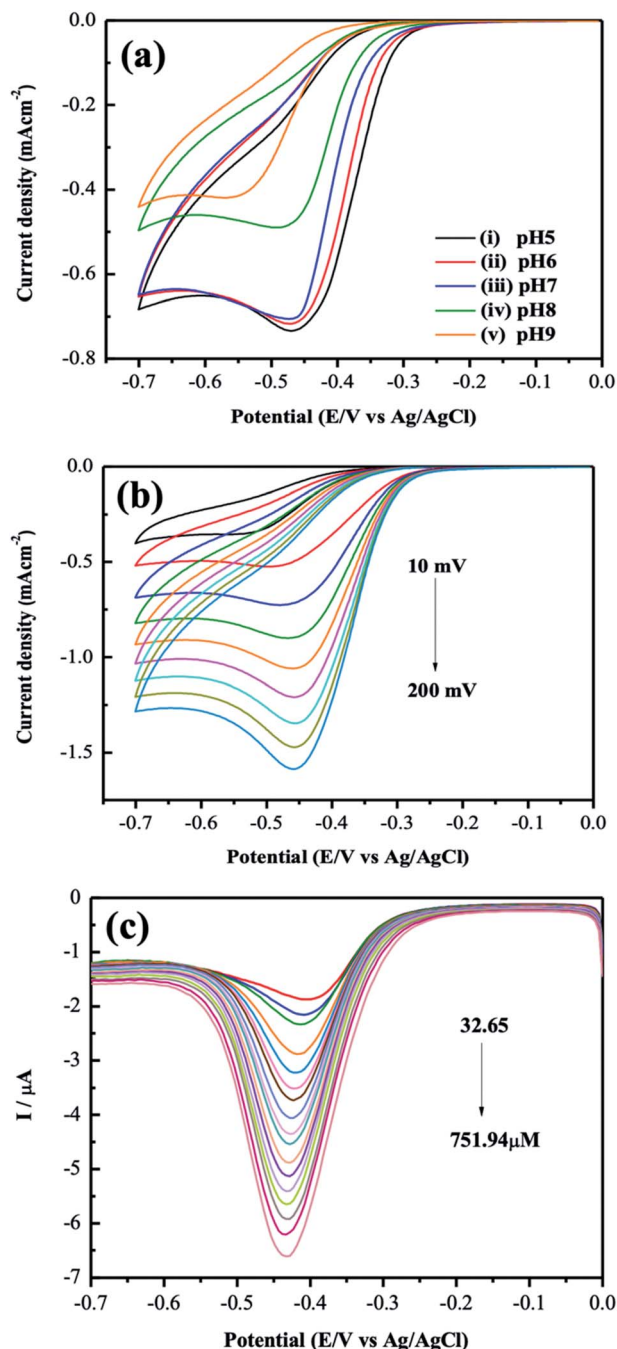 (a)
0.0
-0.2
-0.4
-0.6
-0.8
Current density (mAcm⁻²)
(i) pH5
(ii) pH6
(iii) pH7
(iv) pH8
(v) pH9
-0.7 -0.6 -0.5 -0.4 -0.3 -0.2 -0.1 0.0
Potential (E/V vs Ag/AgCl)
(b)
0.0
-0.5
-1.0
-1.5
Current density (mAcm⁻²)
10 mV
200 mV
-0.7 -0.6 -0.5 -0.4 -0.3 -0.2 -0.1 0.0
Potential (E/V vs Ag/AgCl)
(c)
0
-1
-2
-3
-4
-5
-6
-7
I / μA
32.65
751.94μM
-0.7 -0.6 -0.5 -0.4 -0.3 -0.2 -0.1 0.0
Potential (E/V vs Ag/AgCl)